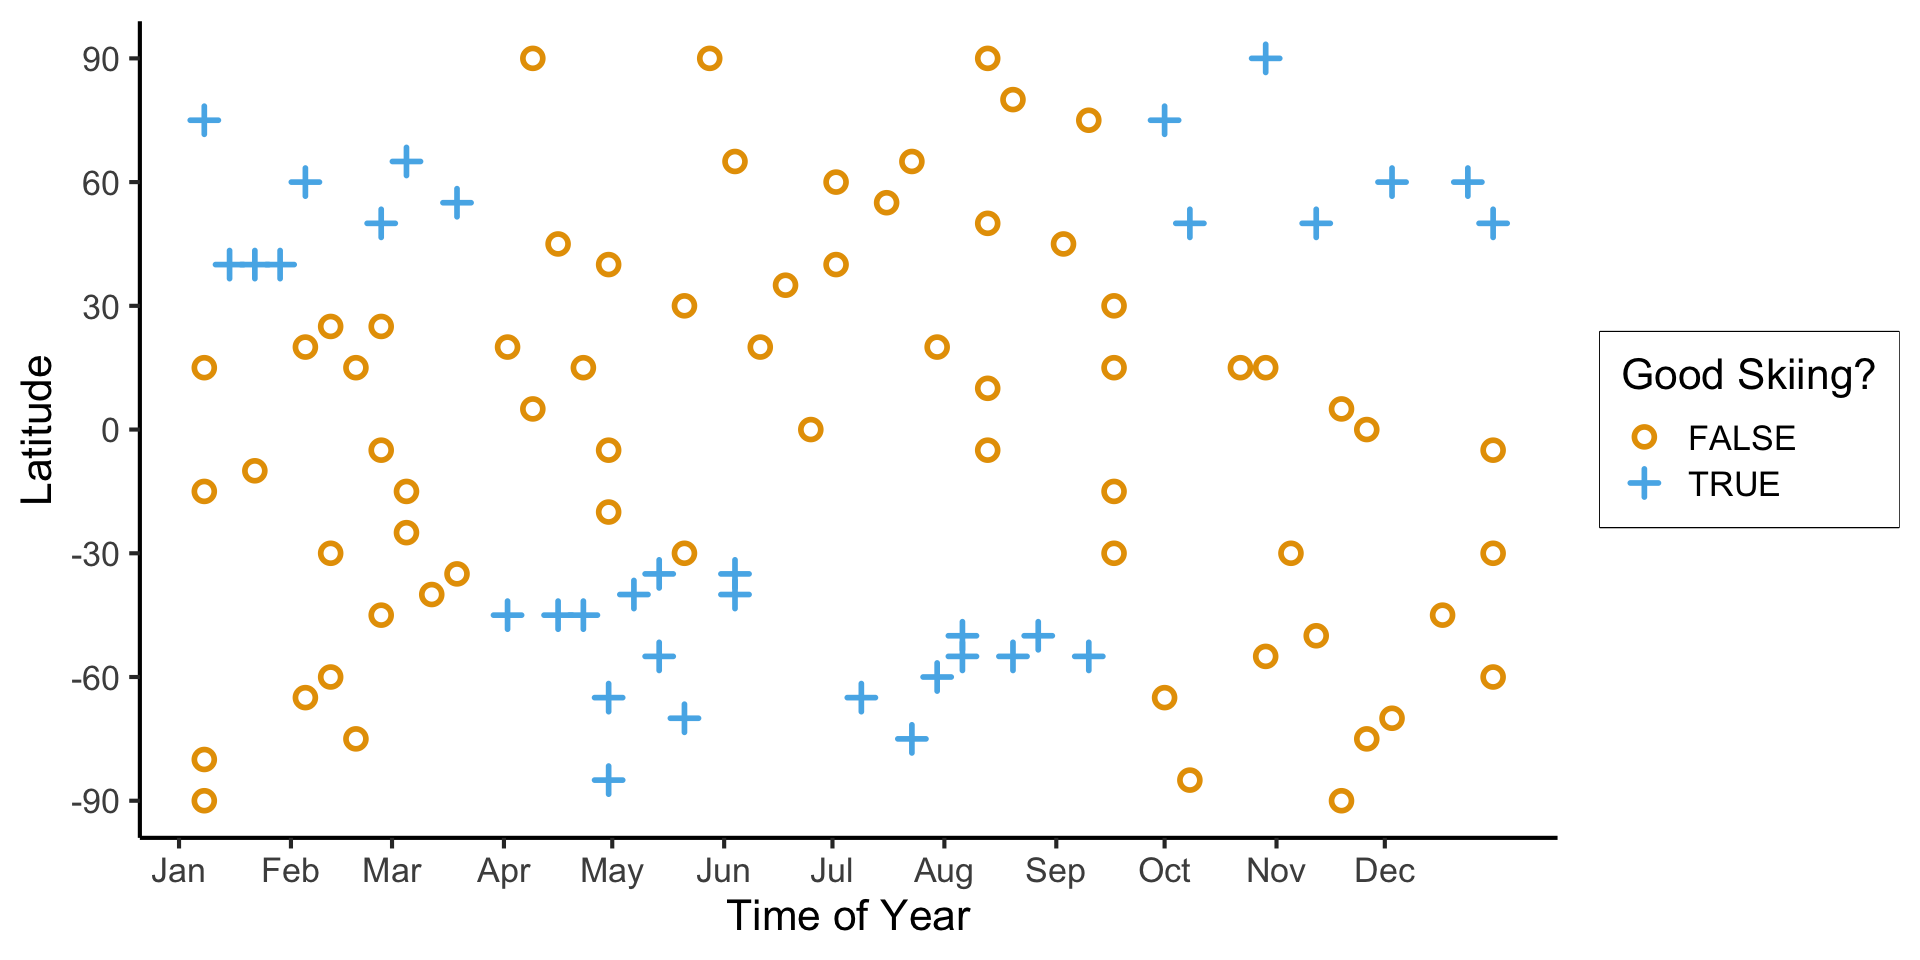 90
60
30
0
-30
-60
-90
Latitude
Jan Feb Mar Apr May Jun Jul Aug Sep Oct Nov Dec
Time of Year
Good Skiing?
FALSE
TRUE